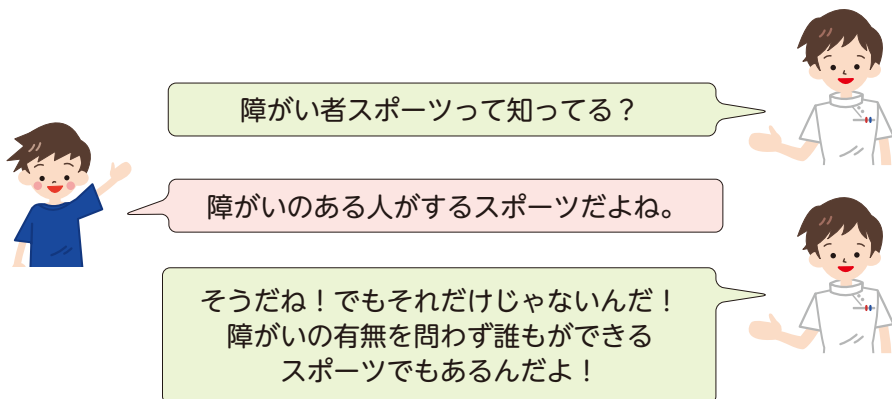 障がい者スポーツって知ってる？
障がいのある人がするスポーツだよね。
そうだね！でもそれだけじゃないんだ！
障がいの有無を問わず誰もができる
スポーツでもあるんだよ！